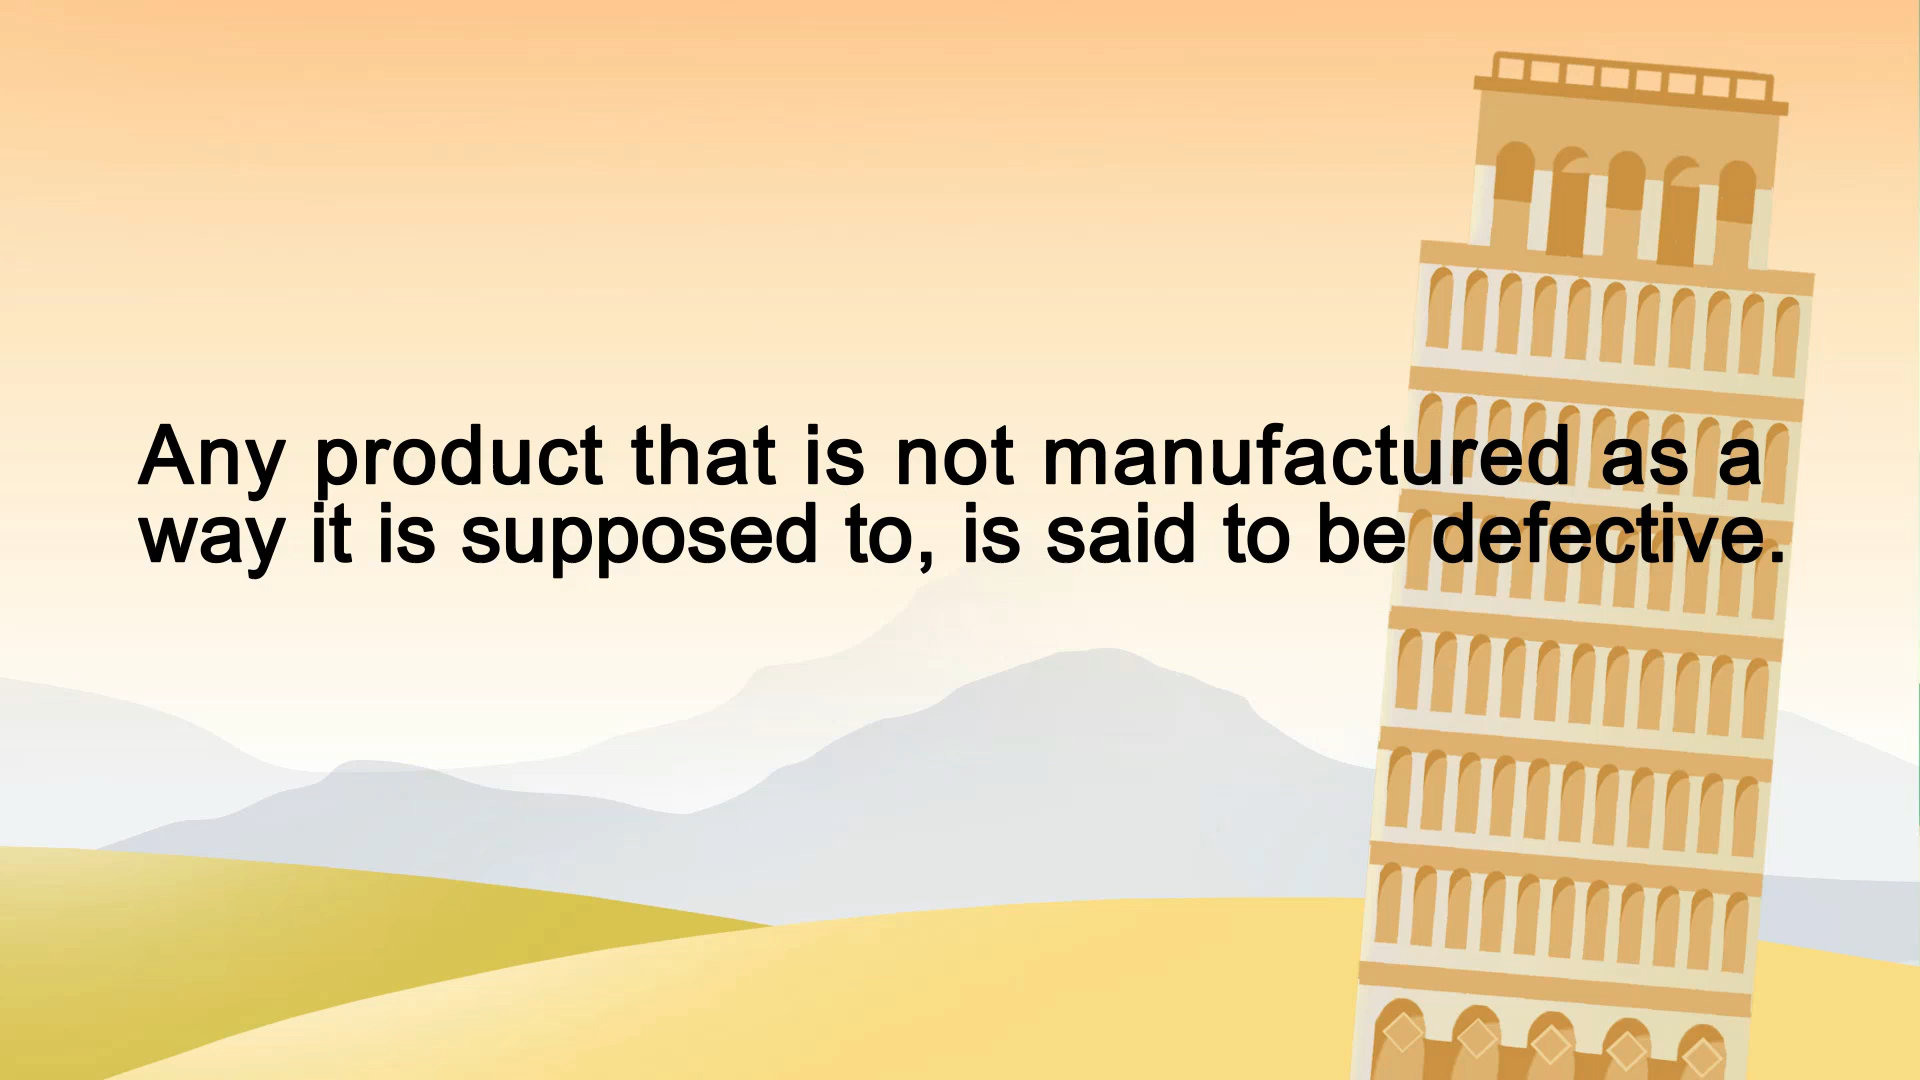 Any product that is not manufactured as a
way it is supposed to, is said to be defective.